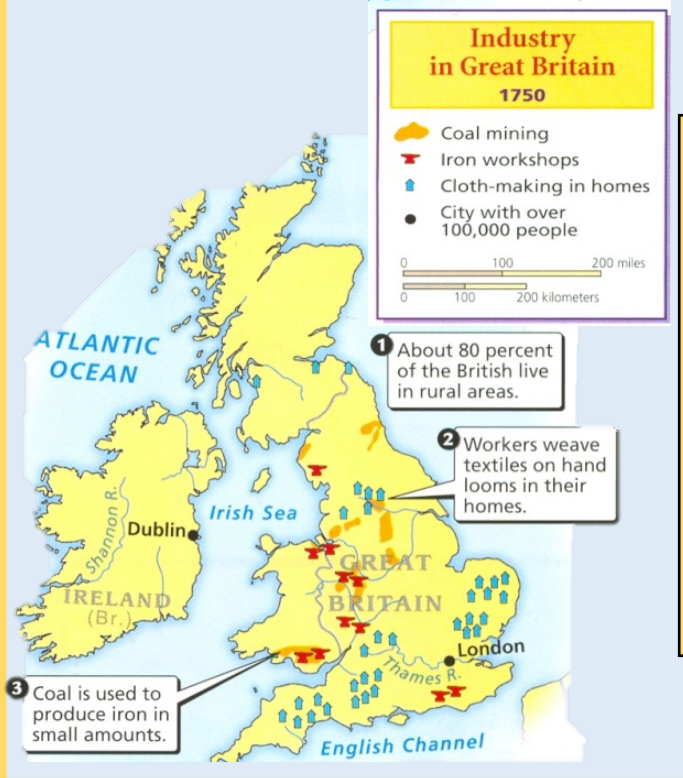 Industry
in Great Britain
1750
Coal mining
Iron workshops
Cloth-making in homes
City with over
100,000 people
0 100 200 miles
0 100 200 kilometers
ATLANTIC
OCEAN
1 About 80 percent
of the British live
in rural areas.
2 Workers weave
textiles on hand
looms in their
homes.
Irish Sea
Shannon R.
Dublin
GREAT
BRITAIN
IRELAND
(Br.)
London
Thames R.
3 Coal is used to
produce iron in
small amounts.
English Channel